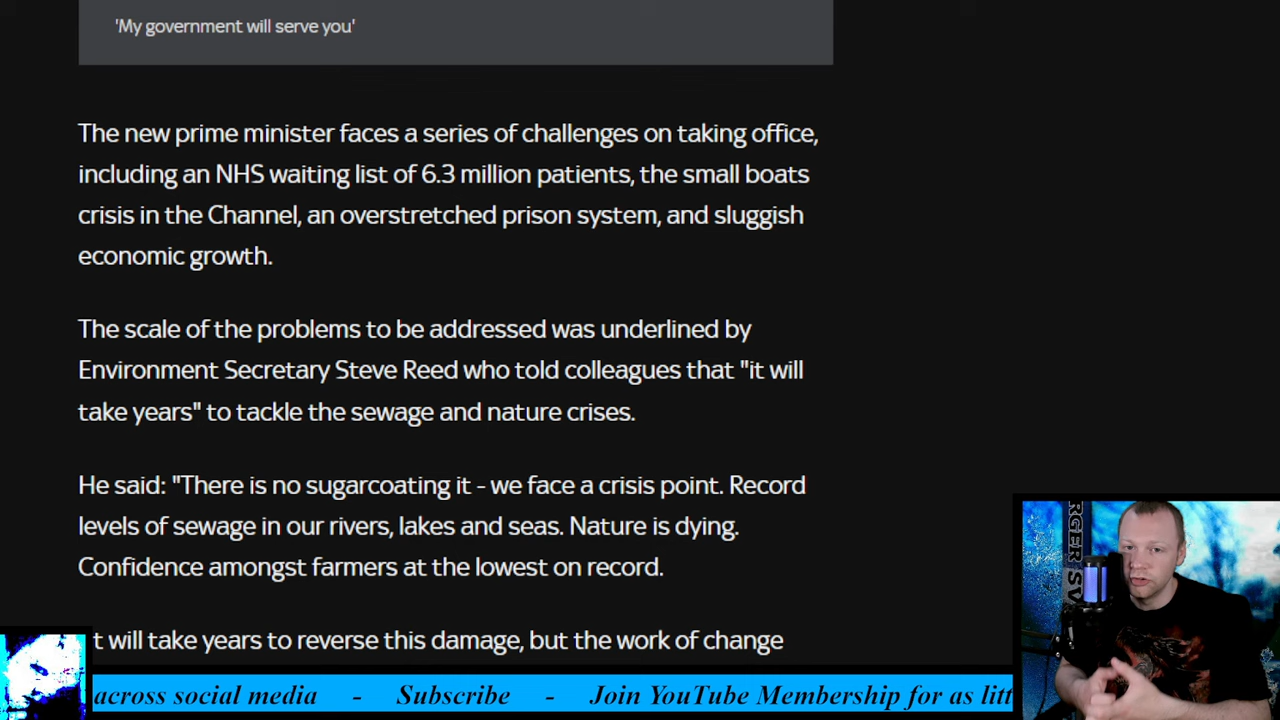 'My government will serve you'
The new prime minister faces a series of challenges on taking office,
including an NHS waiting list of 6.3 million patients, the small boats
crisis in the Channel, an overstretched prison system, and sluggish
economic growth.
The scale of the problems to be addressed was underlined by
Environment Secretary Steve Reed who told colleagues that "it will
take years" to tackle the sewage and nature crises.
He said: "There is no sugarcoating it - we face a crisis point. Record
levels of sewage in our rivers, lakes and seas. Nature is dying.
Confidence amongst farmers at the lowest on record.
t will take years to reverse this damage, but the work of change
across social media - Subscribe - Join YouTube Membership for as litt